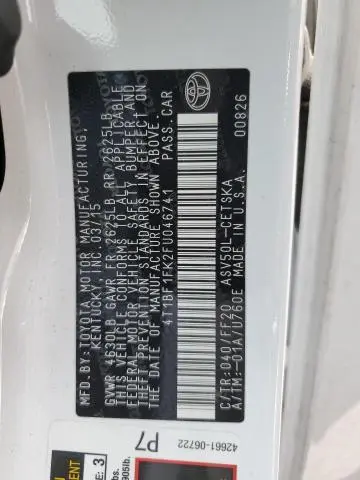 MFD. BY: TOYOTA MOTOR MANUFACTURING,
KENTUCKY, INC. 03/15
GVWR 4630LB GAWR FR 2625LB RR 2625LB
THIS VEHICLE CONFORMS TO ALL APPLICABLE
FEDERAL MOTOR VEHICLE SAFETY, BUMPER, AND
THEFT PREVENTION STANDARDS IN EFFECT ON
THE DATE OF MANUFACTURE SHOWN ABOVE.
4T1BF1FK2FU046741 PASS.CAR
C/TR:040/FF20 ASV50L-CETSKA
A/TM:-01A/U760E MADE IN U.S.A.
00826
TOYOTA
42661-06722
P7